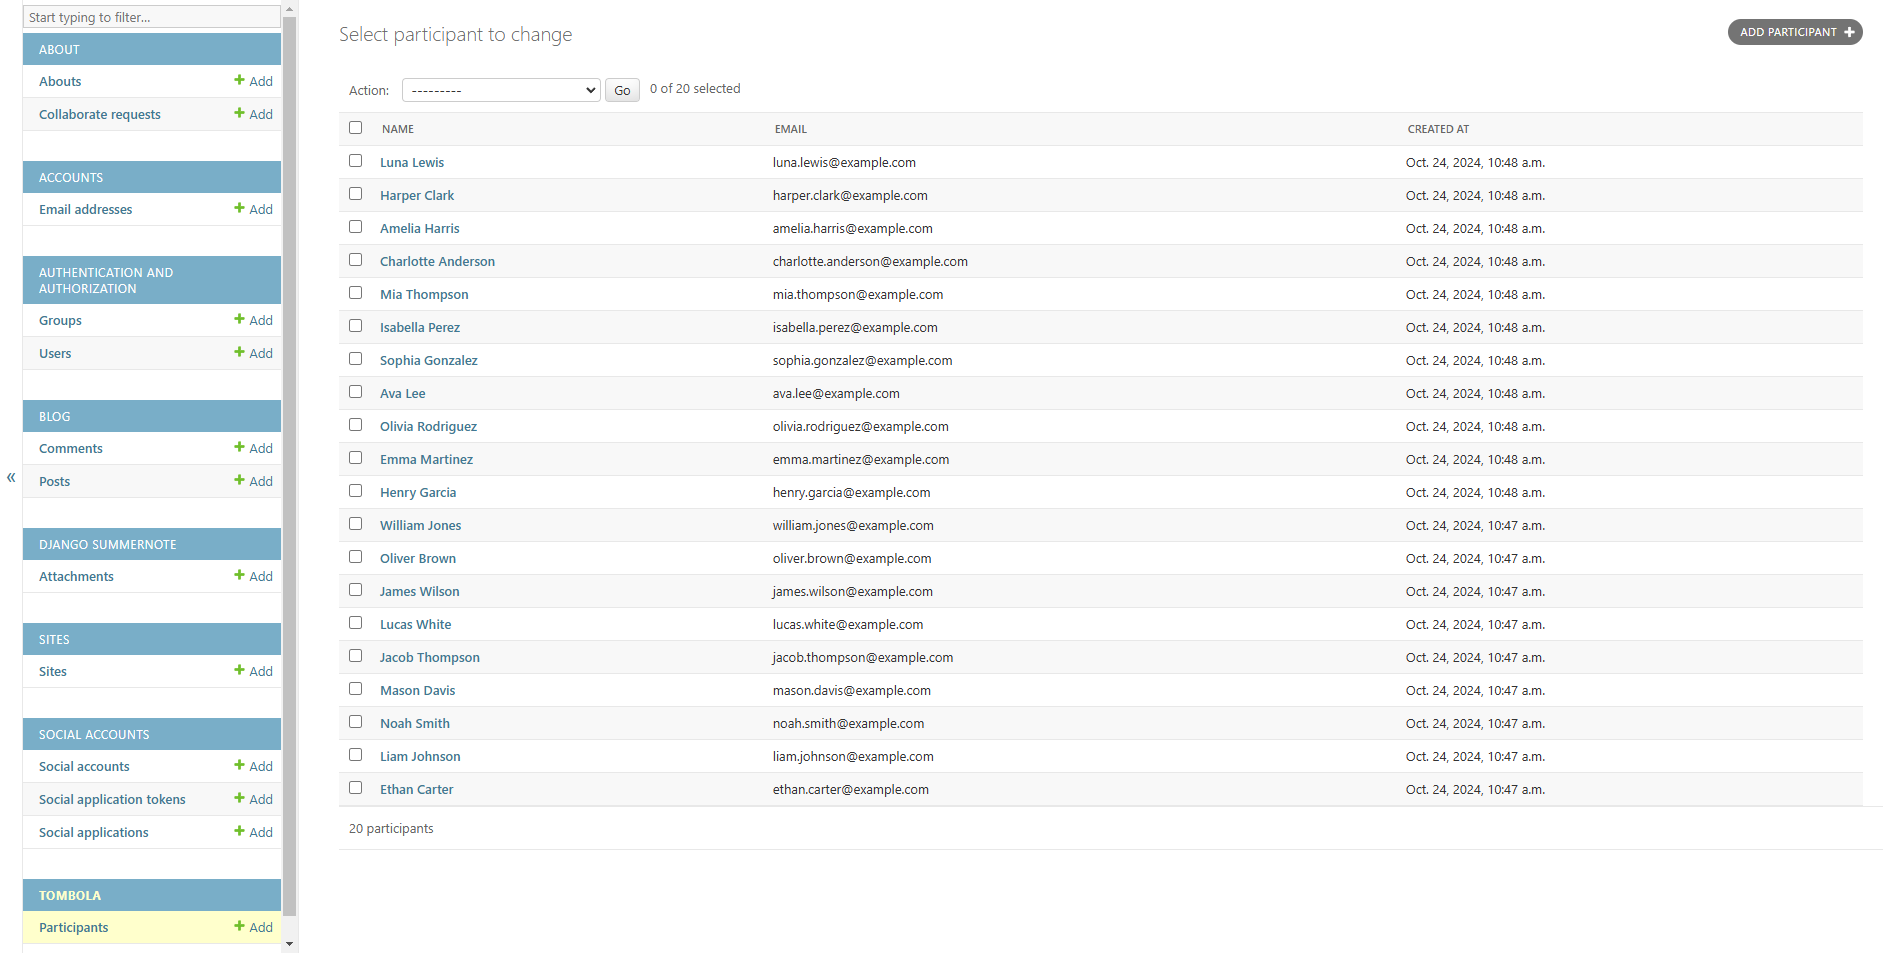 Start typing to filter...
ABOUT
Abouts Add
Collaborate requests Add
ACCOUNTS
Email addresses Add
AUTHENTICATION AND
AUTHORIZATION
Groups Add
Users Add
BLOG
Comments Add
Posts Add
DJANGO SUMMERNOTE
Attachments Add
SITES
Sites Add
SOCIAL ACCOUNTS
Social accounts Add
Social application tokens Add
Social applications Add
TOMBOLA
Participants Add
«
Select participant to change
ADD PARTICIPANT +
Action: --------- Go 0 of 20 selected
NAME EMAIL CREATED AT
Luna Lewis luna.lewis@example.com Oct. 24, 2024, 10:48 a.m.
Harper Clark harper.clark@example.com Oct. 24, 2024, 10:48 a.m.
Amelia Harris amelia.harris@example.com Oct. 24, 2024, 10:48 a.m.
Charlotte Anderson charlotte.anderson@example.com Oct. 24, 2024, 10:48 a.m.
Mia Thompson mia.thompson@example.com Oct. 24, 2024, 10:48 a.m.
Isabella Perez isabella.perez@example.com Oct. 24, 2024, 10:48 a.m.
Sophia Gonzalez sophia.gonzalez@example.com Oct. 24, 2024, 10:48 a.m.
Ava Lee ava.lee@example.com Oct. 24, 2024, 10:48 a.m.
Olivia Rodriguez olivia.rodriguez@example.com Oct. 24, 2024, 10:48 a.m.
Emma Martinez emma.martinez@example.com Oct. 24, 2024, 10:48 a.m.
Henry Garcia henry.garcia@example.com Oct. 24, 2024, 10:48 a.m.
William Jones william.jones@example.com Oct. 24, 2024, 10:47 a.m.
Oliver Brown oliver.brown@example.com Oct. 24, 2024, 10:47 a.m.
James Wilson james.wilson@example.com Oct. 24, 2024, 10:47 a.m.
Lucas White lucas.white@example.com Oct. 24, 2024, 10:47 a.m.
Jacob Thompson jacob.thompson@example.com Oct. 24, 2024, 10:47 a.m.
Mason Davis mason.davis@example.com Oct. 24, 2024, 10:47 a.m.
Noah Smith noah.smith@example.com Oct. 24, 2024, 10:47 a.m.
Liam Johnson liam.johnson@example.com Oct. 24, 2024, 10:47 a.m.
Ethan Carter ethan.carter@example.com Oct. 24, 2024, 10:47 a.m.
20 participants